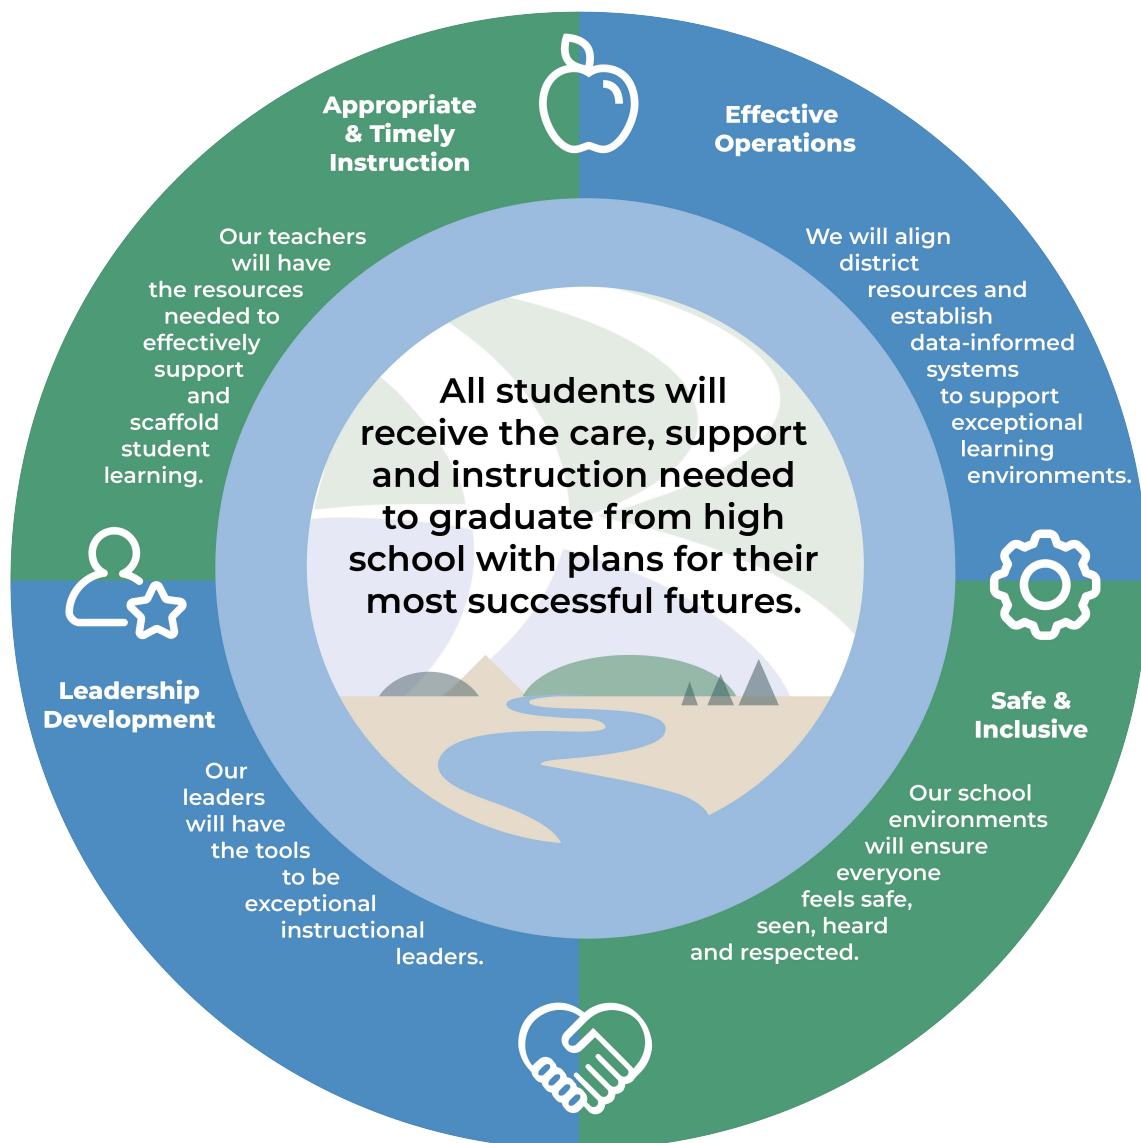 Appropriate
& Timely
Instruction
Our teachers
will have
the resources
needed to
effectively
support
and
scaffold
student
learning.
Effective
Operations
We will align
district
resources and
establish
data-informed
systems
to support
exceptional
learning
environments.
All students will
receive the care, support
and instruction needed
to graduate from high
school with plans for their
most successful futures.
Leadership
Development
Our
leaders
will have
the tools
to be
exceptional
instructional
leaders.
Safe &
Inclusive
Our school
environments
will ensure
everyone
feels safe,
seen, heard
and respected.